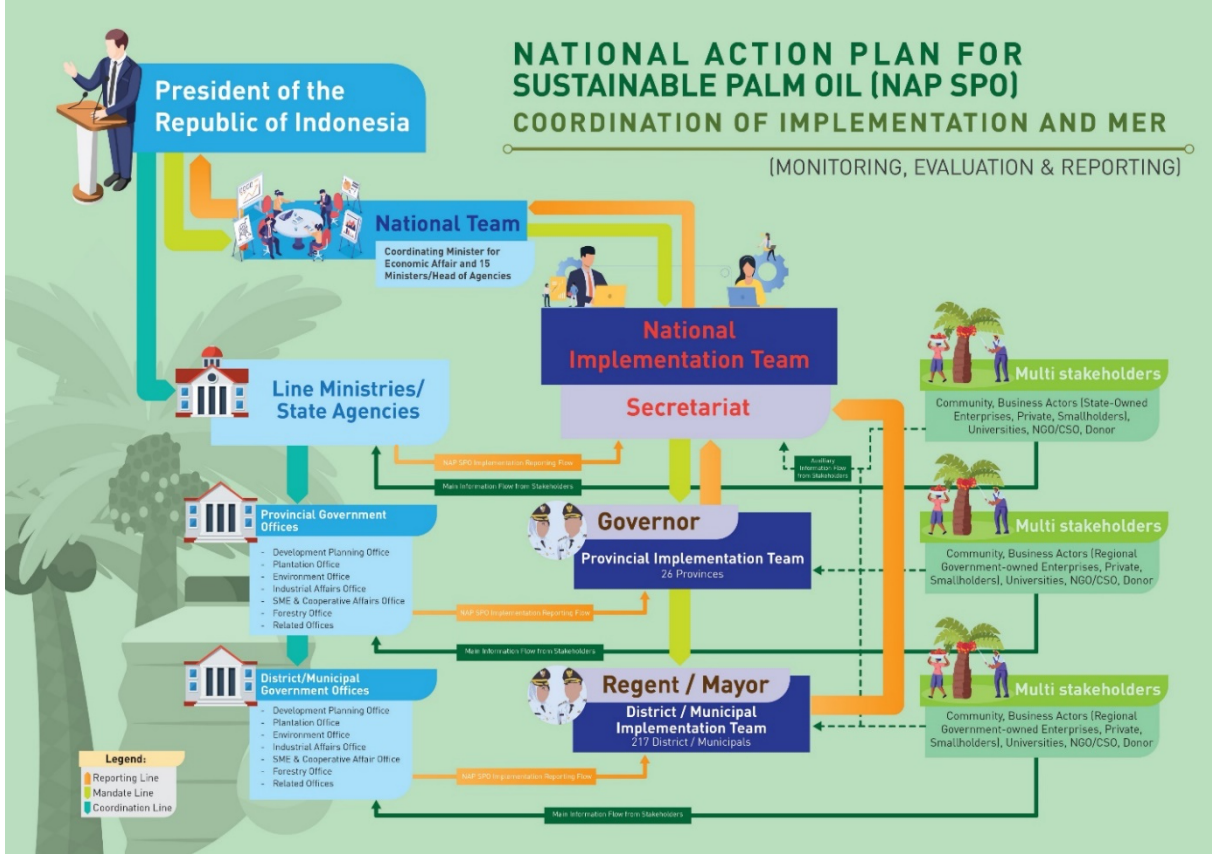 NATIONAL ACTION PLAN FOR
SUSTAINABLE PALM OIL (NAP SPO)
COORDINATION OF IMPLEMENTATION AND MER
(MONITORING, EVALUATION & REPORTING)
President of the
Republic of Indonesia
National Team
Coordinating Minister for
Economic Affair and 15
Ministers/Head of Agencies
National
Implementation Team
Secretariat
Line Ministries/
State Agencies
Multi stakeholders
Community, Business Actors (State-Owned
Enterprises, Private, Smallholders),
Universities, NGO/CSO, Donor
NAP SPO Implementation Reporting Flow
Auxiliary
Information Flow
from Stakeholders
Main Information Flow from Stakeholders
Provincial Government
Offices
- Development Planning Office
- Plantation Office
- Environment Office
- Industrial Affairs Office
- SME & Cooperative Affairs Office
- Forestry Office
- Related Offices
Governor
Provincial Implementation Team
26 Provinces
Multi stakeholders
Community, Business Actors (Regional
Government-owned Enterprises, Private,
Smallholders), Universities, NGO/CSO, Donor
NAP SPO Implementation Reporting Flow
Main Information Flow from Stakeholders
District/Municipal
Government Offices
- Development Planning Office
- Plantation Office
- Environment Office
- Industrial Affairs Office
- SME & Cooperative Affair Office
- Forestry Office
- Related Offices
Regent / Mayor
District / Municipal
Implementation Team
217 District / Municipals
Multi stakeholders
Community, Business Actors (Regional
Government-owned Enterprises, Private,
Smallholders), Universities, NGO/CSO, Donor
NAP SPO Implementation Reporting Flow
Main Information Flow from Stakeholders
Legend:
Reporting Line
Mandate Line
Coordination Line